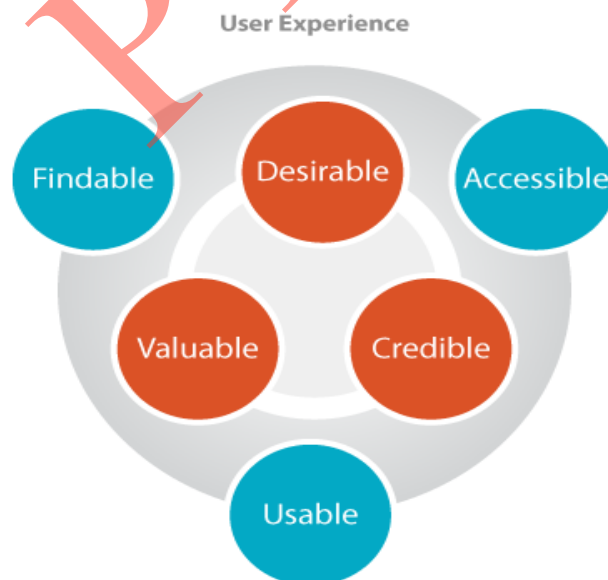 User Experience
Findable
Desirable
Accessible
Valuable
Credible
Usable